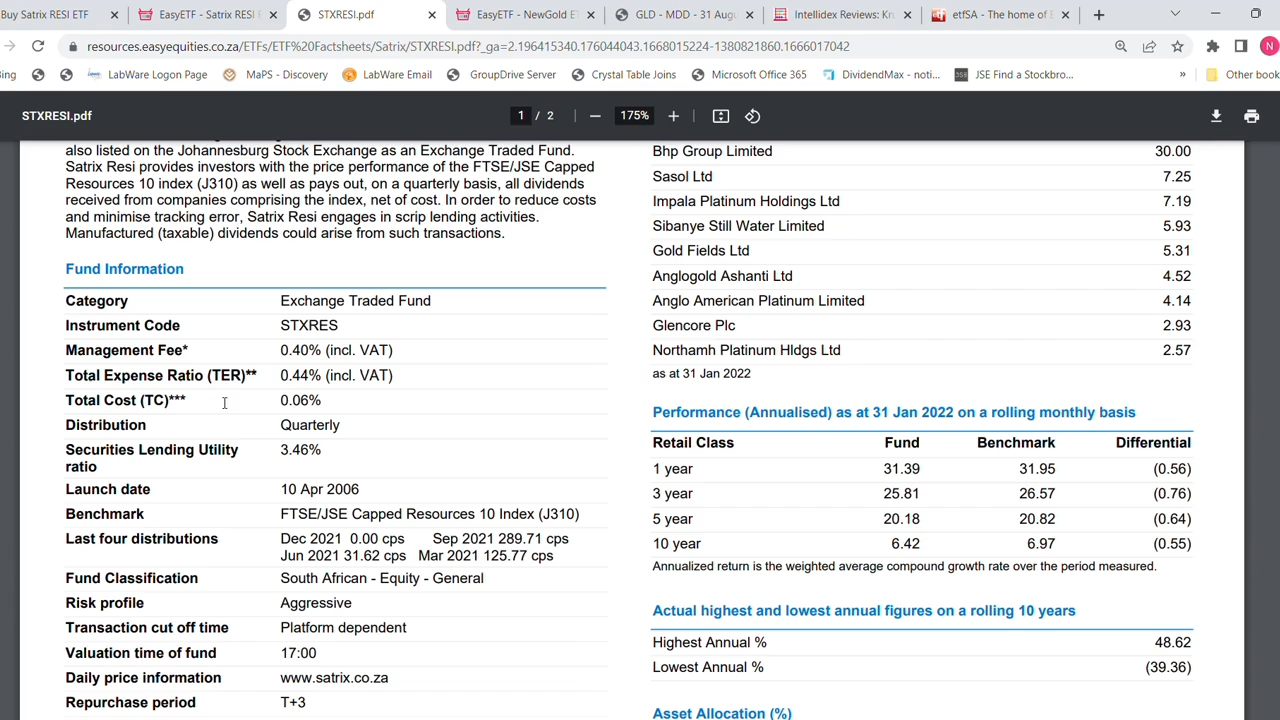 Buy Satrix RESI ETF
EasyETF - Satrix RESI
STXRESI.pdf
EasyETF - NewGold ET
GLD - MDD - 31 Aug
Intellidex Reviews: Kru
etfSA - The home of E
resources.easyequities.co.za/ETFs/ETF%20Factsheets/Satrix/STXRESI.pdf?_ga=2.196415340.176044043.1668015224-1380821860.1666017042
N
ing
LabWare Logon Page
MaPS - Discovery
LabWare Email
GroupDrive Server
Crystal Table Joins
Microsoft Office 365
DividendMax - noti...
JSE Find a Stockbro...
»
Other book
STXRESI.pdf
1 / 2
175%
also listed on the Johannesburg Stock Exchange as an Exchange Traded Fund.
Satrix Resi provides investors with the price performance of the FTSE/JSE Capped
Resources 10 index (J310) as well as pays out, on a quarterly basis, all dividends
received from companies comprising the index, net of cost. In order to reduce costs
and minimise tracking error, Satrix Resi engages in scrip lending activities.
Manufactured (taxable) dividends could arise from such transactions.
Fund Information
Category Exchange Traded Fund
Instrument Code STXRES
Management Fee* 0.40% (incl. VAT)
Total Expense Ratio (TER)** 0.44% (incl. VAT)
Total Cost (TC)*** 0.06%
Distribution Quarterly
Securities Lending Utility 3.46%
ratio
Launch date 10 Apr 2006
Benchmark FTSE/JSE Capped Resources 10 Index (J310)
Last four distributions Dec 2021 0.00 cps Sep 2021 289.71 cps
Jun 2021 31.62 cps Mar 2021 125.77 cps
Fund Classification South African - Equity - General
Risk profile Aggressive
Transaction cut off time Platform dependent
Valuation time of fund 17:00
Daily price information www.satrix.co.za
Repurchase period T+3
Bhp Group Limited 30.00
Sasol Ltd 7.25
Impala Platinum Holdings Ltd 7.19
Sibanye Still Water Limited 5.93
Gold Fields Ltd 5.31
Anglogold Ashanti Ltd 4.52
Anglo American Platinum Limited 4.14
Glencore Plc 2.93
Northamh Platinum Hldgs Ltd 2.57
as at 31 Jan 2022
Performance (Annualised) as at 31 Jan 2022 on a rolling monthly basis
Retail Class Fund Benchmark Differential
1 year 31.39 31.95 (0.56)
3 year 25.81 26.57 (0.76)
5 year 20.18 20.82 (0.64)
10 year 6.42 6.97 (0.55)
Annualized return is the weighted average compound growth rate over the period measured.
Actual highest and lowest annual figures on a rolling 10 years
Highest Annual % 48.62
Lowest Annual % (39.36)
Asset Allocation (%)